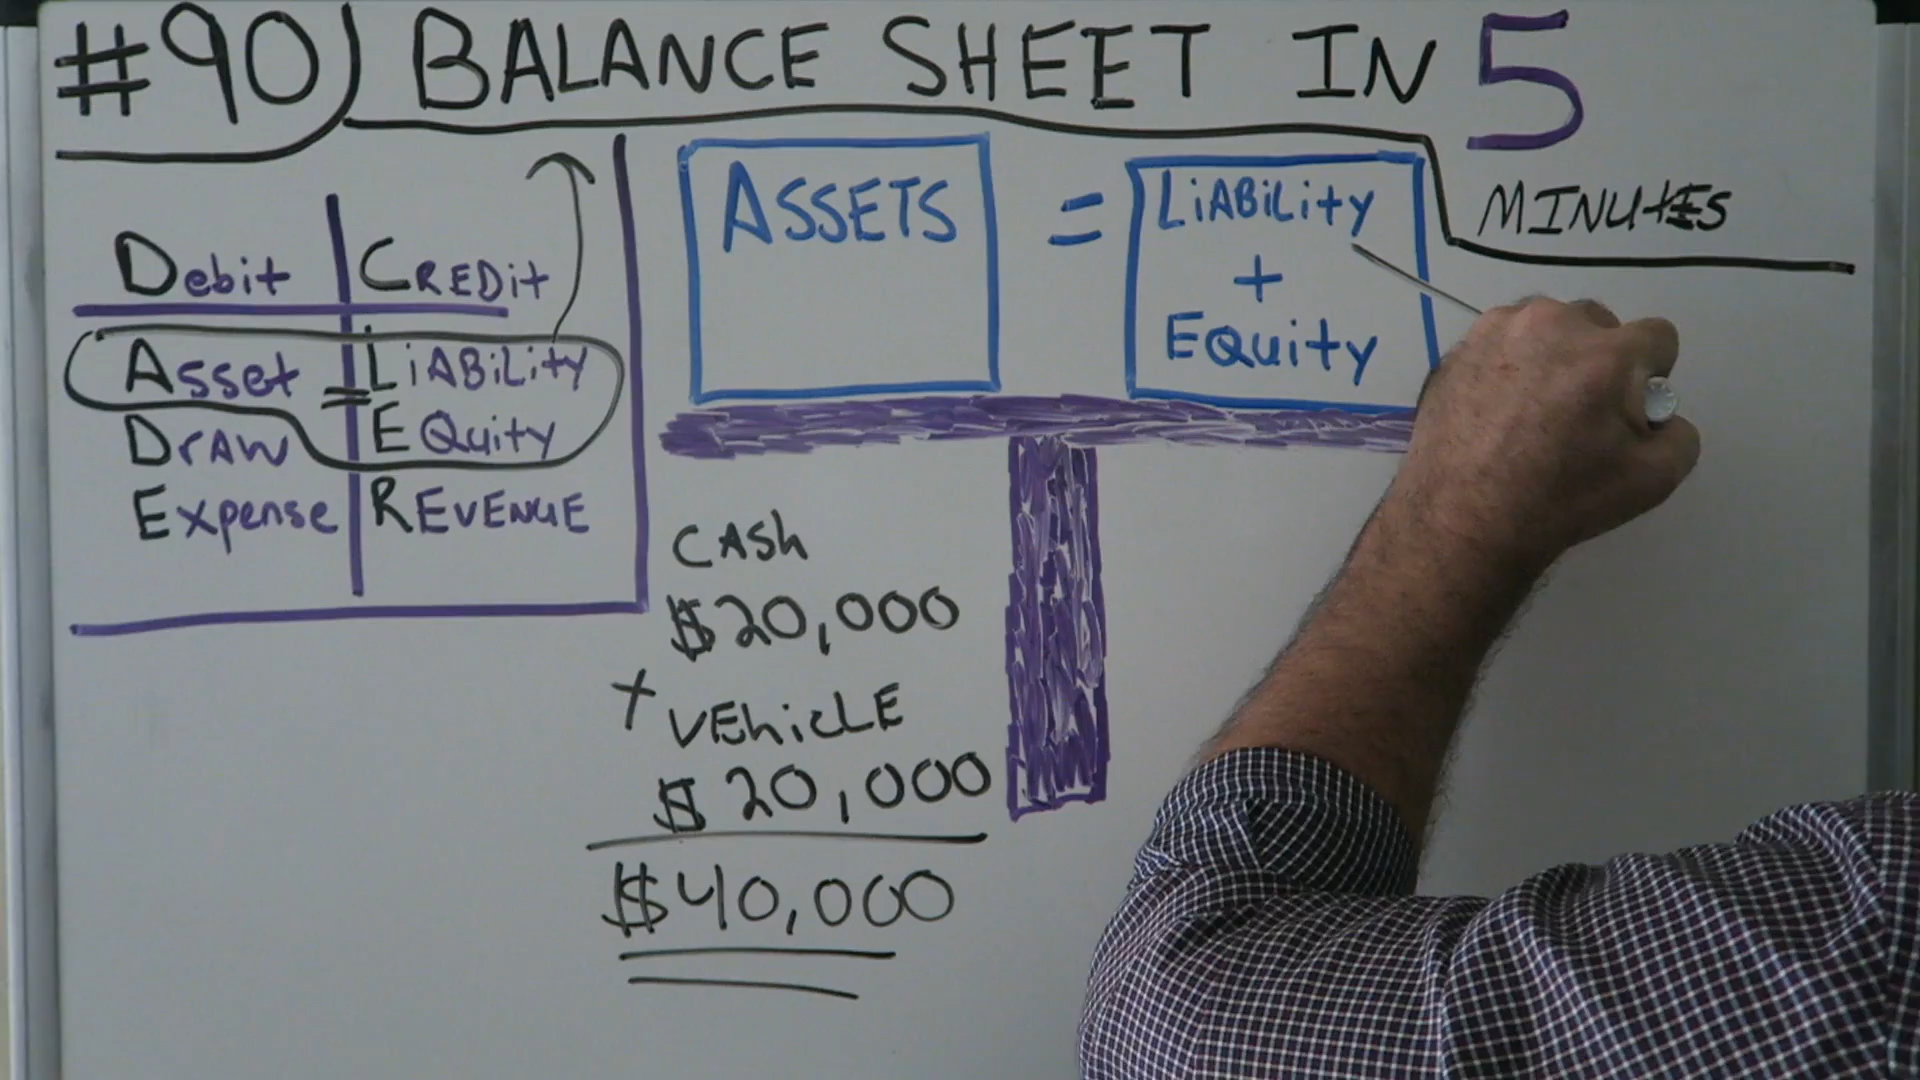 #90) BALANCE SHEET IN 5
MINUTES
Debit CREDit
Asset = LiABiLity
DrAW EQuity
Expense REVENUE
ASSETS = LiABiLity
+
EQuity
CASh
$20,000
+ VEhicLE
$20,000
$40,000